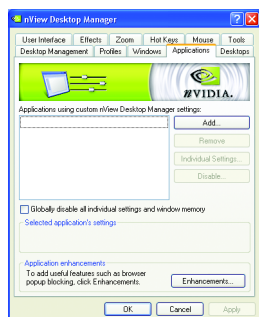 nView Desktop Manager
User Interface Effects Zoom Hot Keys Mouse Tools
Desktop Management Profiles Windows Applications Desktops
NVIDIA.
Applications using custom nView Desktop Manager settings:
Add...
Remove
Individual Settings...
Disable...
Globally disable all individual settings and window memory
Selected application's settings
Application enhancements
To add useful features such as browser
popup blocking, click Enhancements.
Enhancements...
OK Cancel Apply